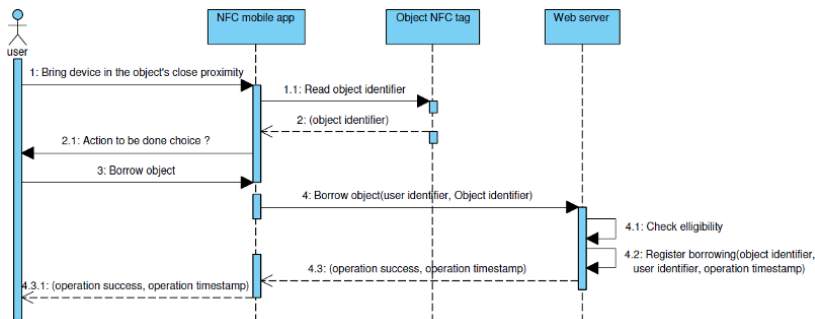 NFC mobile app
Object NFC tag
Web server
user
1: Bring device in the object's close proximity
1.1: Read object identifier
2: (object identifier)
2.1: Action to be done choice ?
3: Borrow object
4: Borrow object(user identifier, Object identifier)
4.1: Check elligibility
4.2: Register borrowing(object identifier,
user identifier, operation timestamp)
4.3: (operation success, operation timestamp)
4.3.1: (operation success, operation timestamp)